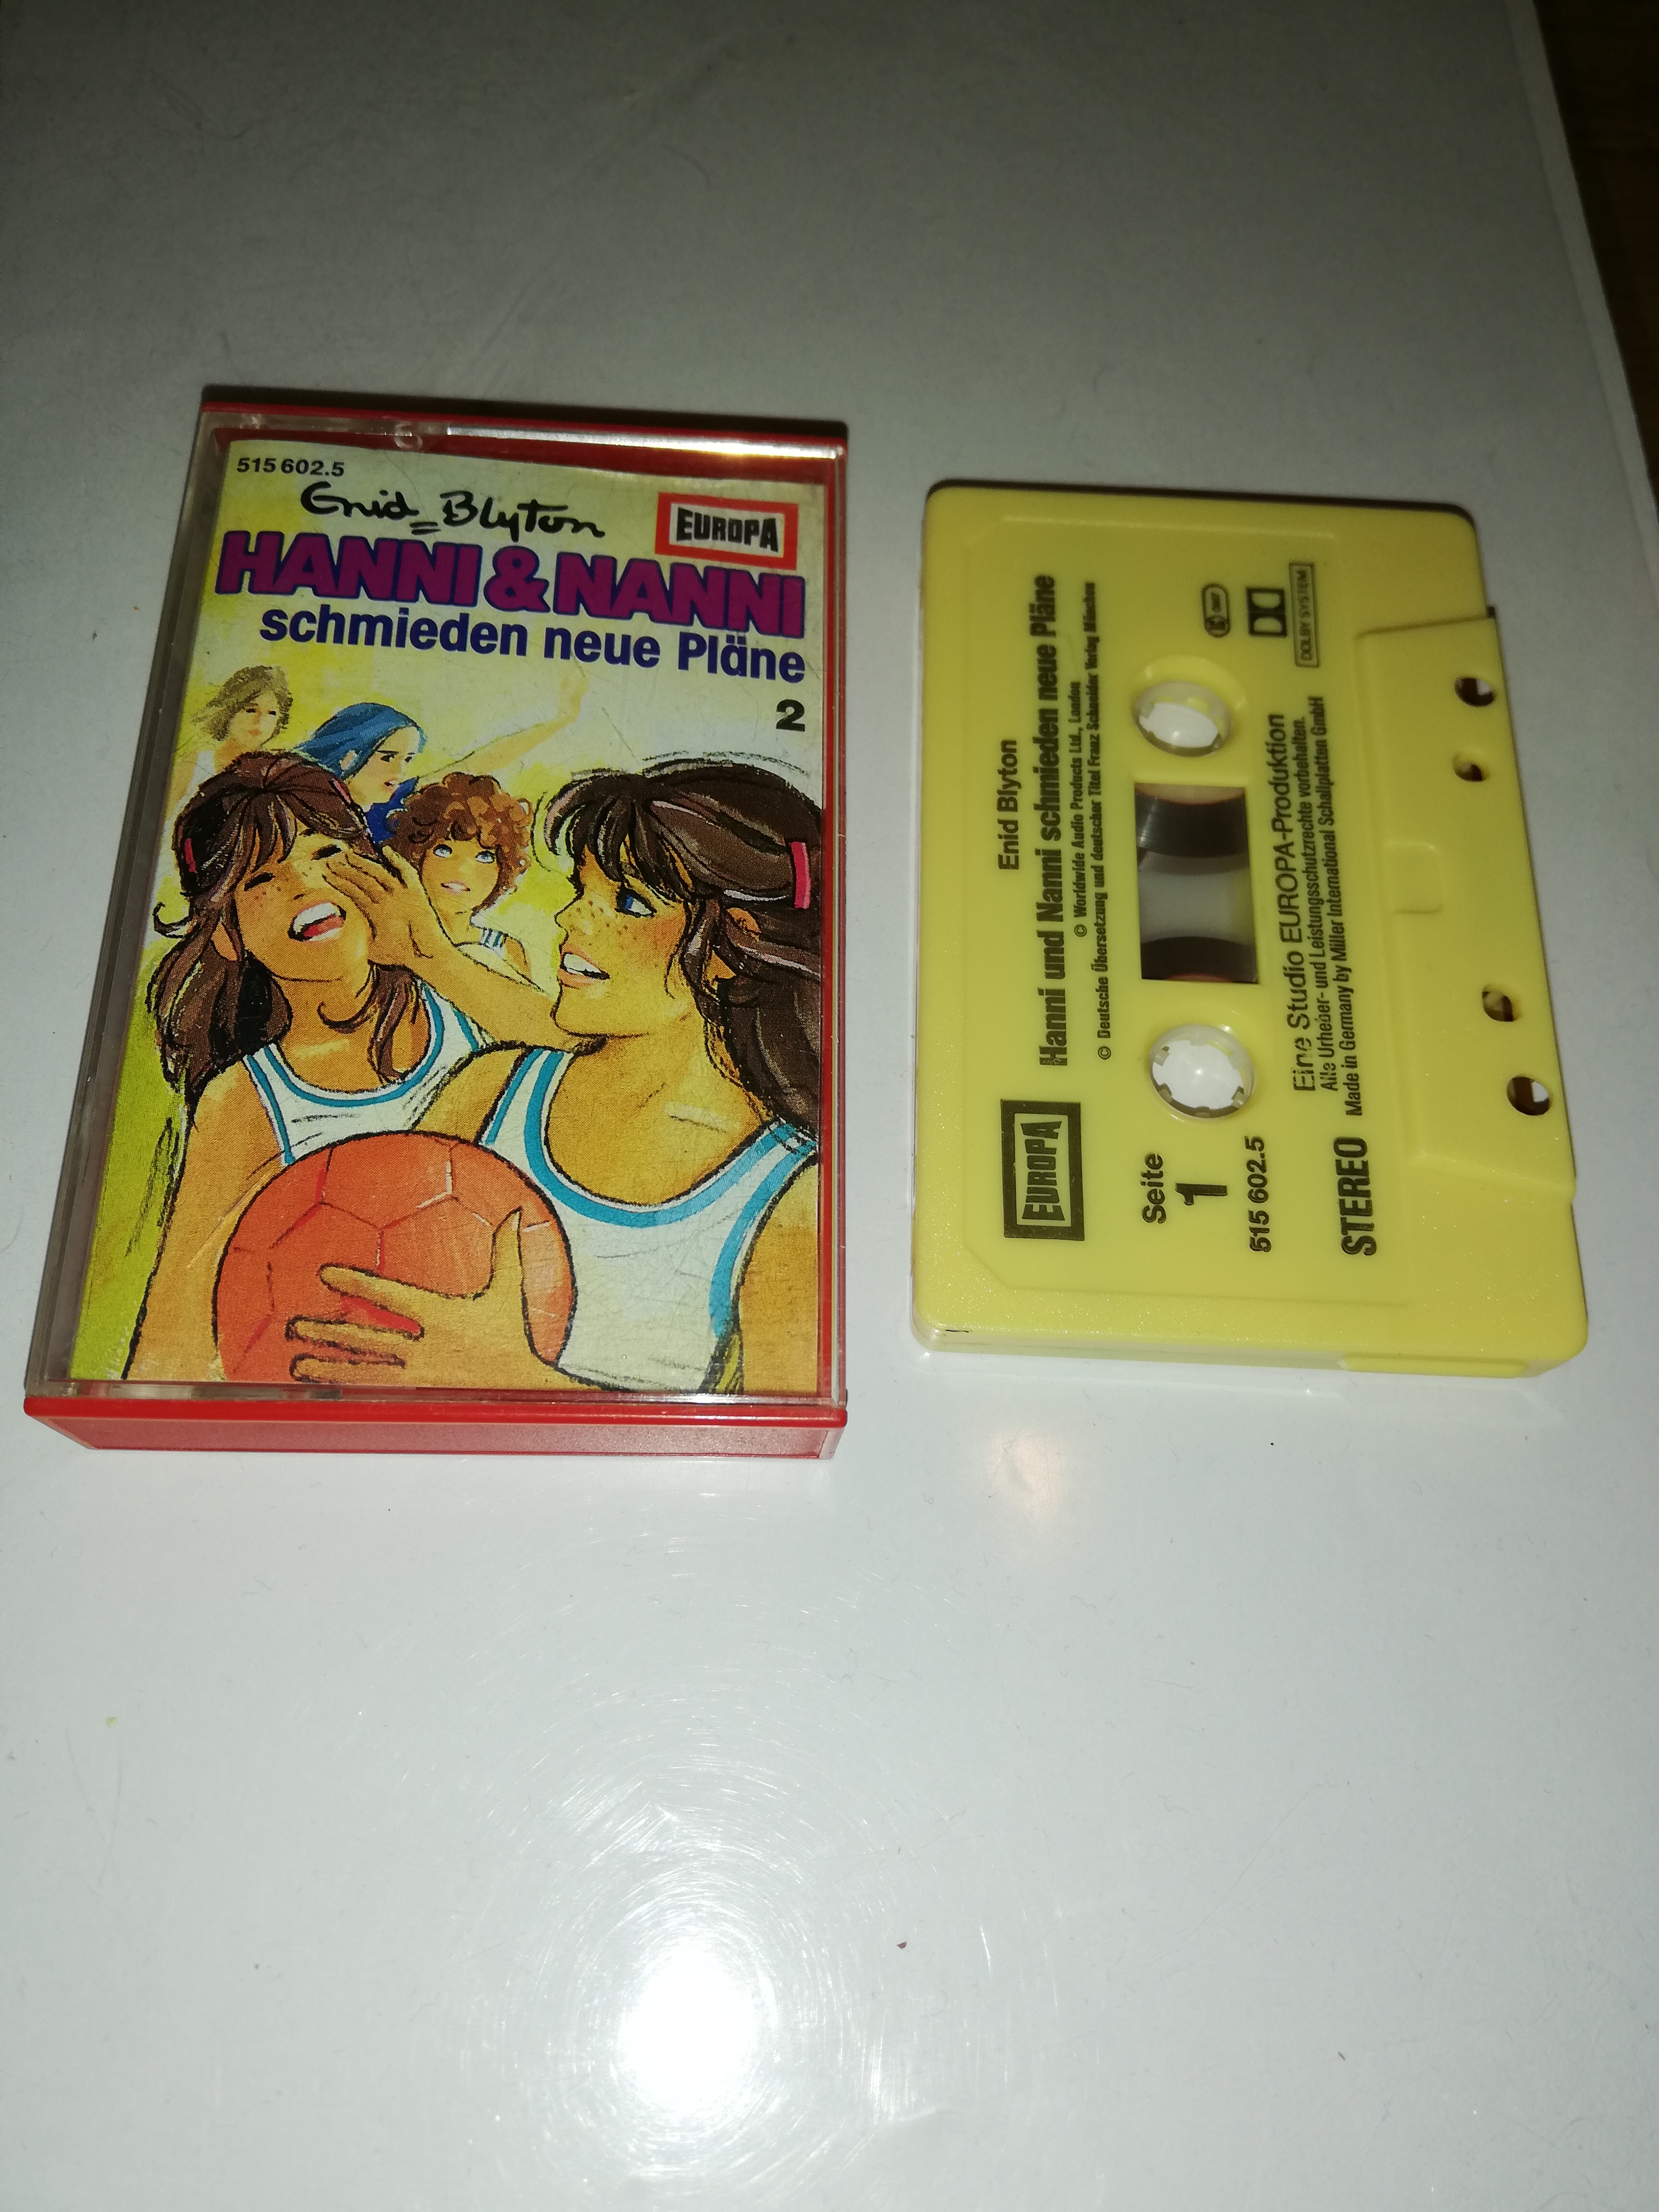 515 602.5
Enid Blyton
EUROPA
HANNI & NANNI
schmieden neue Pläne
2
Enid Blyton
Hanni und Nanni schmieden neue Pläne
© Worldwide Audio Products Ltd., London
© Deutsche Übersetzung und deutscher Titel Franz Schneider Verlag München
EUROPA
Seite
1
515 602.5
STEREO
DOLBY SYSTEM
Eine Studio EUROPA-Produktion
Alle Urheber- und Leistungsschutzrechte vorbehalten.
Made in Germany by Miller International Schallplatten GmbH